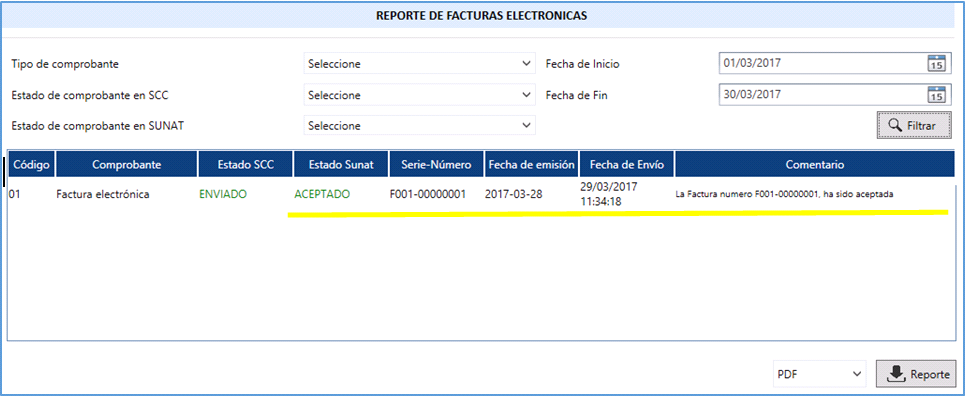 REPORTE DE FACTURAS ELECTRONICAS
Tipo de comprobante Seleccione Fecha de Inicio 01/03/2017 15
Estado de comprobante en SCC Seleccione Fecha de Fin 30/03/2017 15
Estado de comprobante en SUNAT Seleccione Filtrar
Código Comprobante Estado SCC Estado Sunat Serie-Número Fecha de emisión Fecha de Envío Comentario
01 Factura electrónica ENVIADO ACEPTADO F001-00000001 2017-03-28 29/03/2017 La Factura numero F001-00000001, ha sido aceptada
11:34:18
PDF Reporte